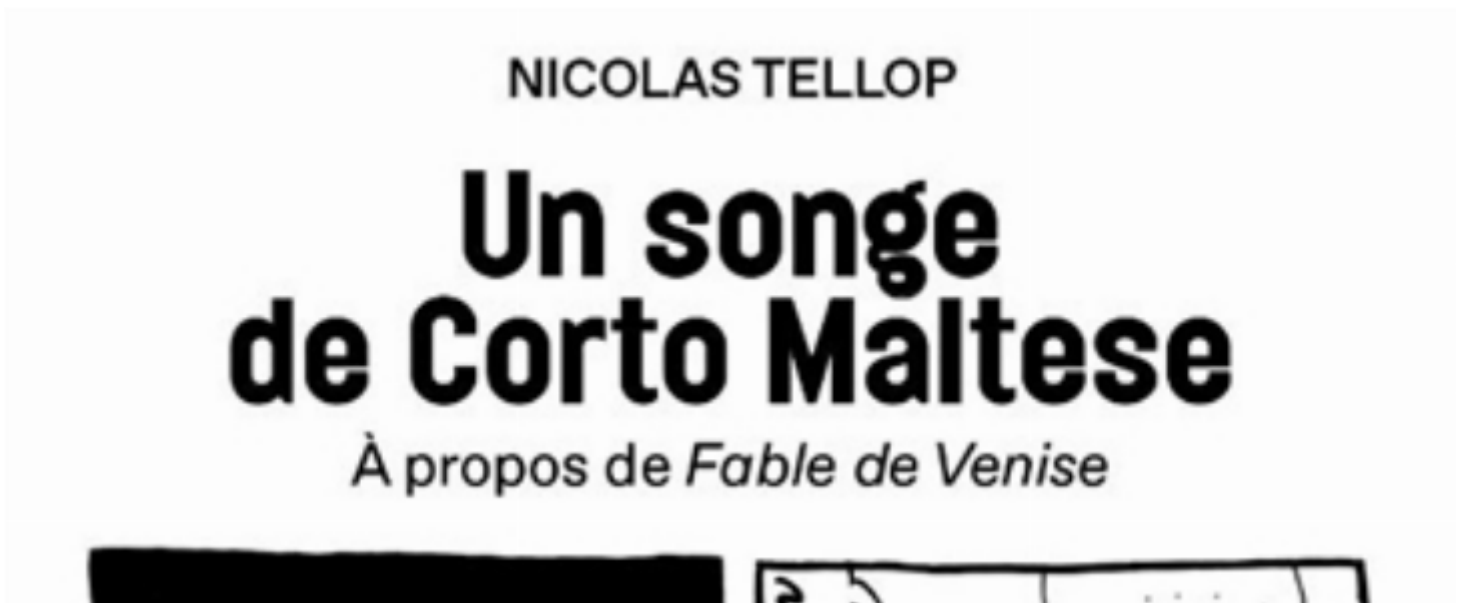 NICOLAS TELLOP
Un songe
de Corto Maltese
À propos de Fable de Venise